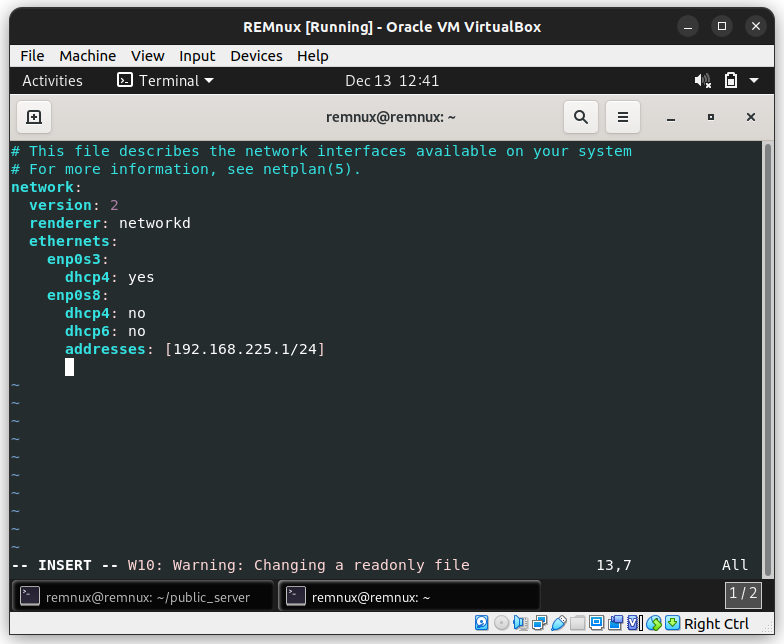 REMnux [Running] - Oracle VM VirtualBox
File Machine View Input Devices Help
Activities Terminal Dec 13 12:41
remnux@remnux: ~
# This file describes the network interfaces available on your system
# For more information, see netplan(5).
network:
  version: 2
  renderer: networkd
  ethernets:
    enp0s3:
      dhcp4: yes
    enp0s8:
      dhcp4: no
      dhcp6: no
      addresses: [192.168.225.1/24]
~
~
~
~
~
~
~
~
~
~
-- INSERT -- W10: Warning: Changing a readonly file 13,7 All
remnux@remnux: ~/public_server remnux@remnux: ~ 1 / 2
Right Ctrl